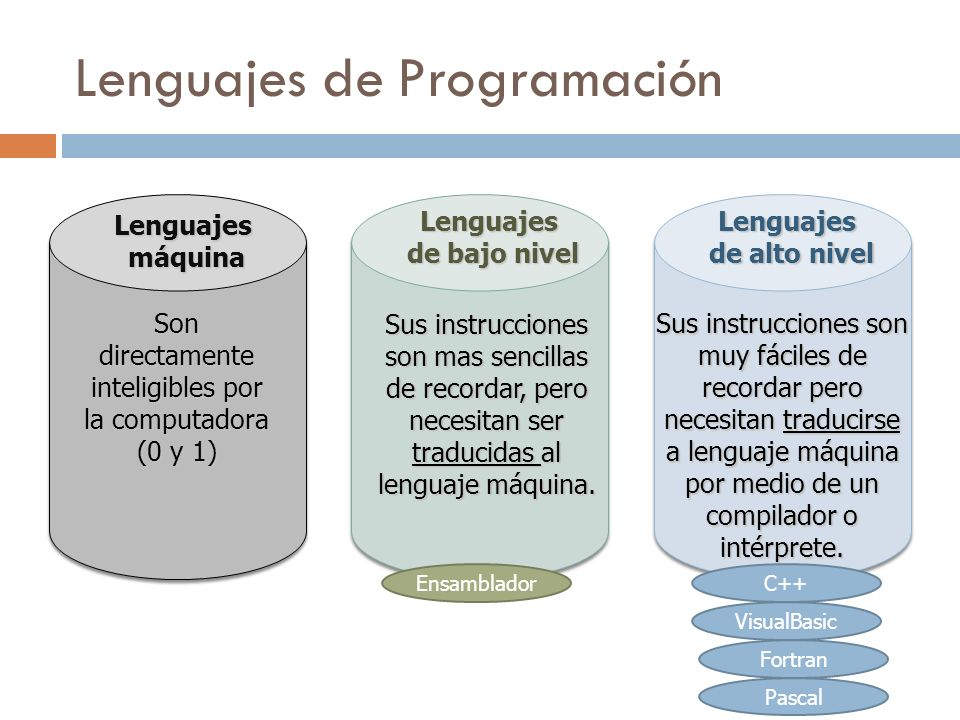 Lenguajes de Programación
Lenguajes
máquina
Son
directamente
inteligibles por
la computadora
(0 y 1)
Lenguajes
de bajo nivel
Sus instrucciones
son mas sencillas
de recordar, pero
necesitan ser
traducidas al
lenguaje máquina.
Ensamblador
Lenguajes
de alto nivel
Sus instrucciones son
muy fáciles de
recordar pero
necesitan traducirse
a lenguaje máquina
por medio de un
compilador o
intérprete.
C++
VisualBasic
Fortran
Pascal